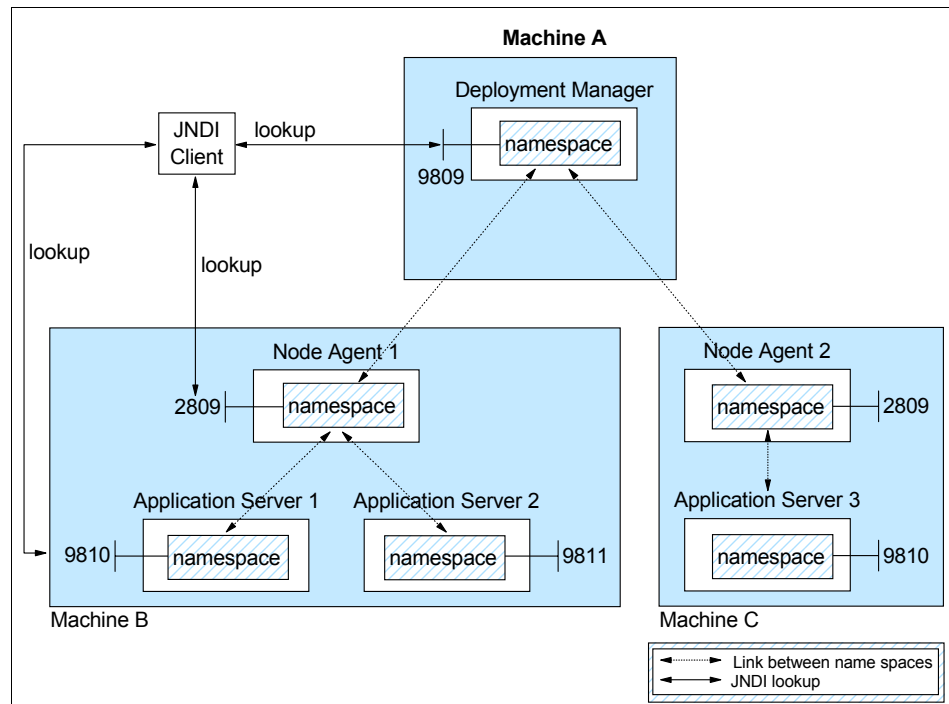 Machine A
Deployment Manager
JNDI
Client
lookup
namespace
9809
lookup
lookup
Node Agent 1
Node Agent 2
2809
namespace
namespace
2809
Application Server 1
Application Server 2
Application Server 3
9810
namespace
namespace
9811
namespace
9810
Machine B
Machine C
Link between name spaces
JNDI lookup